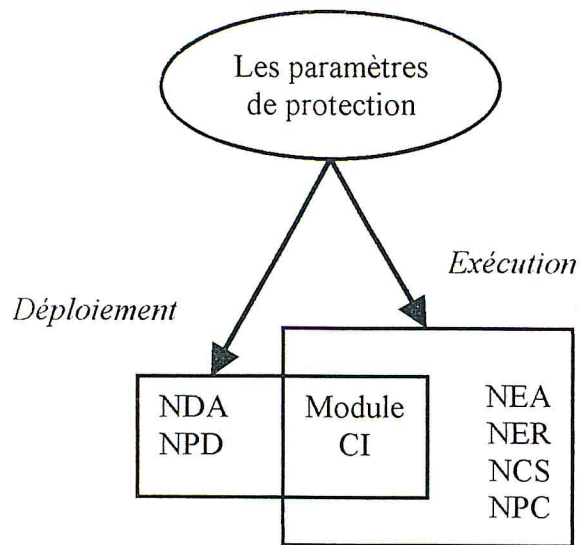 Les paramètres
de protection
Exécution
Déploiement
NDA
NPD
Module
CI
NEA
NER
NCS
NPC